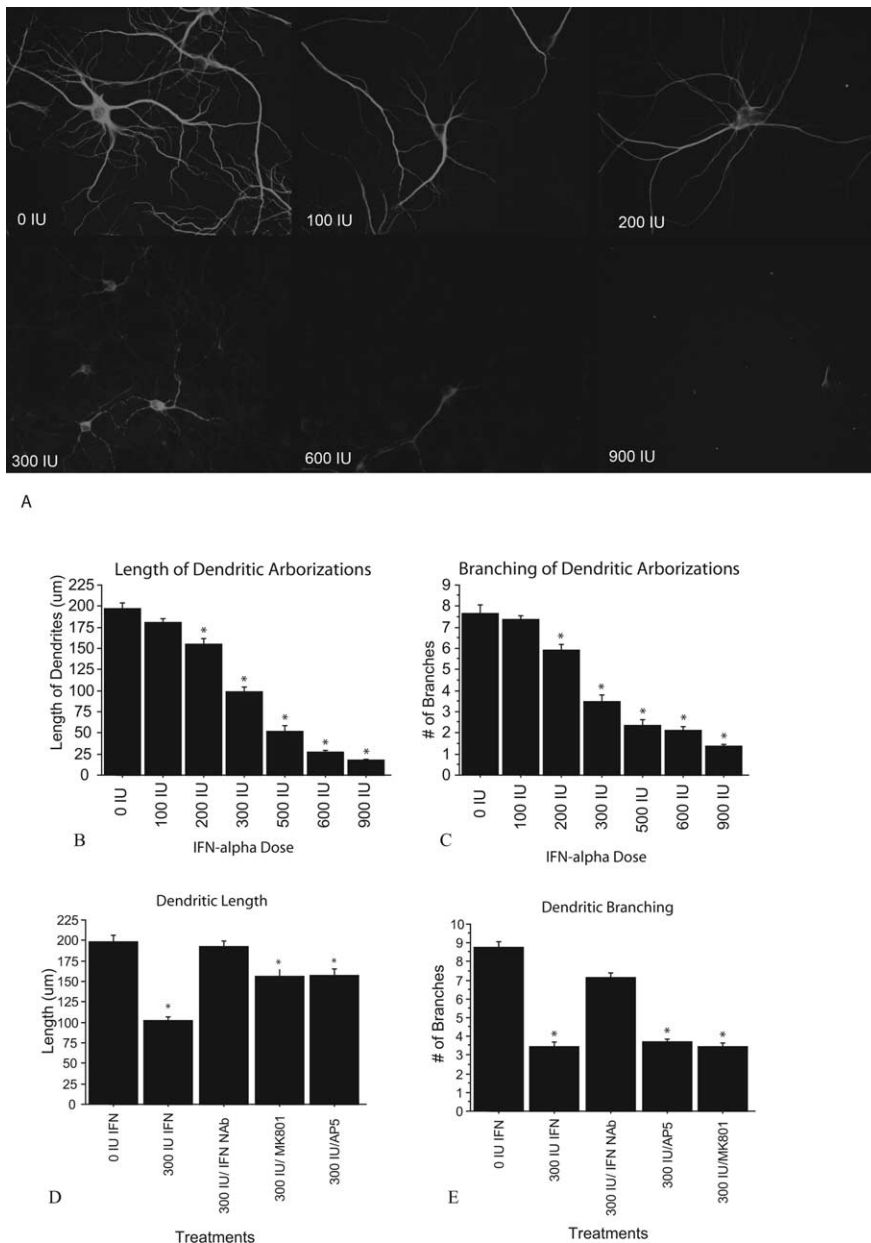 0 IU
100 IU
200 IU
300 IU
600 IU
900 IU
A
Length of Dendritic Arborizations
Length of Dendrites (um)
225
200
175
150
125
100
75
50
25
0
*
*
*
*
*
0 IU
100 IU
200 IU
300 IU
500 IU
600 IU
900 IU
B
IFN-alpha Dose
Branching of Dendritic Arborizations
# of Branches
9
8
7
6
5
4
3
2
1
0
*
*
*
*
*
0 IU
100 IU
200 IU
300 IU
500 IU
600 IU
900 IU
C
IFN-alpha Dose
Dendritic Length
Length (um)
225
200
175
150
125
100
75
50
25
0
*
*
*
0 IU IFN
300 IU IFN
300 IU/ IFN NAb
300 IU/ MK801
300 IU/AP5
D
Treatments
Dendritic Branching
# of Branches
10
9
8
7
6
5
4
3
2
1
0
*
*
*
0 IU IFN
300 IU IFN
300 IU/ IFN NAb
300 IU/AP5
300 IU/MK801
E
Treatments